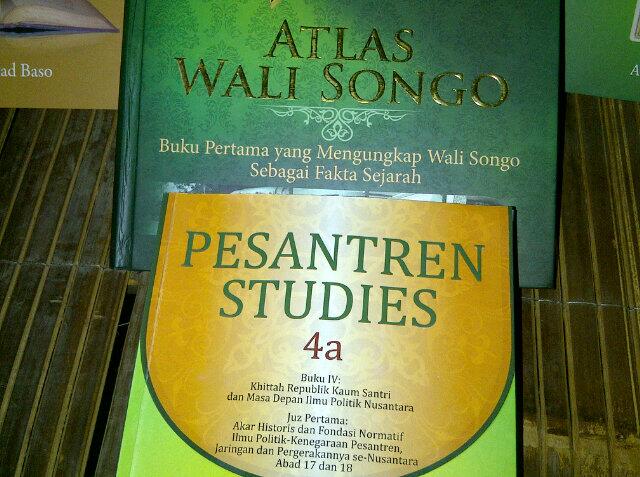 ad Baso
ATLAS
WALI SONGO
Buku Pertama yang Mengungkap Wali Songo
Sebagai Fakta Sejarah
PESANTREN
STUDIES
4a
Buku IV:
Khittah Republik Kaum Santri
dan Masa Depan Ilmu Politik Nusantara
Juz Pertama:
Akar Historis dan Fondasi Normatif
Ilmu Politik-Kenegaraan Pesantren,
Jaringan dan Pergerakannya se-Nusantara
Abad 17 dan 18